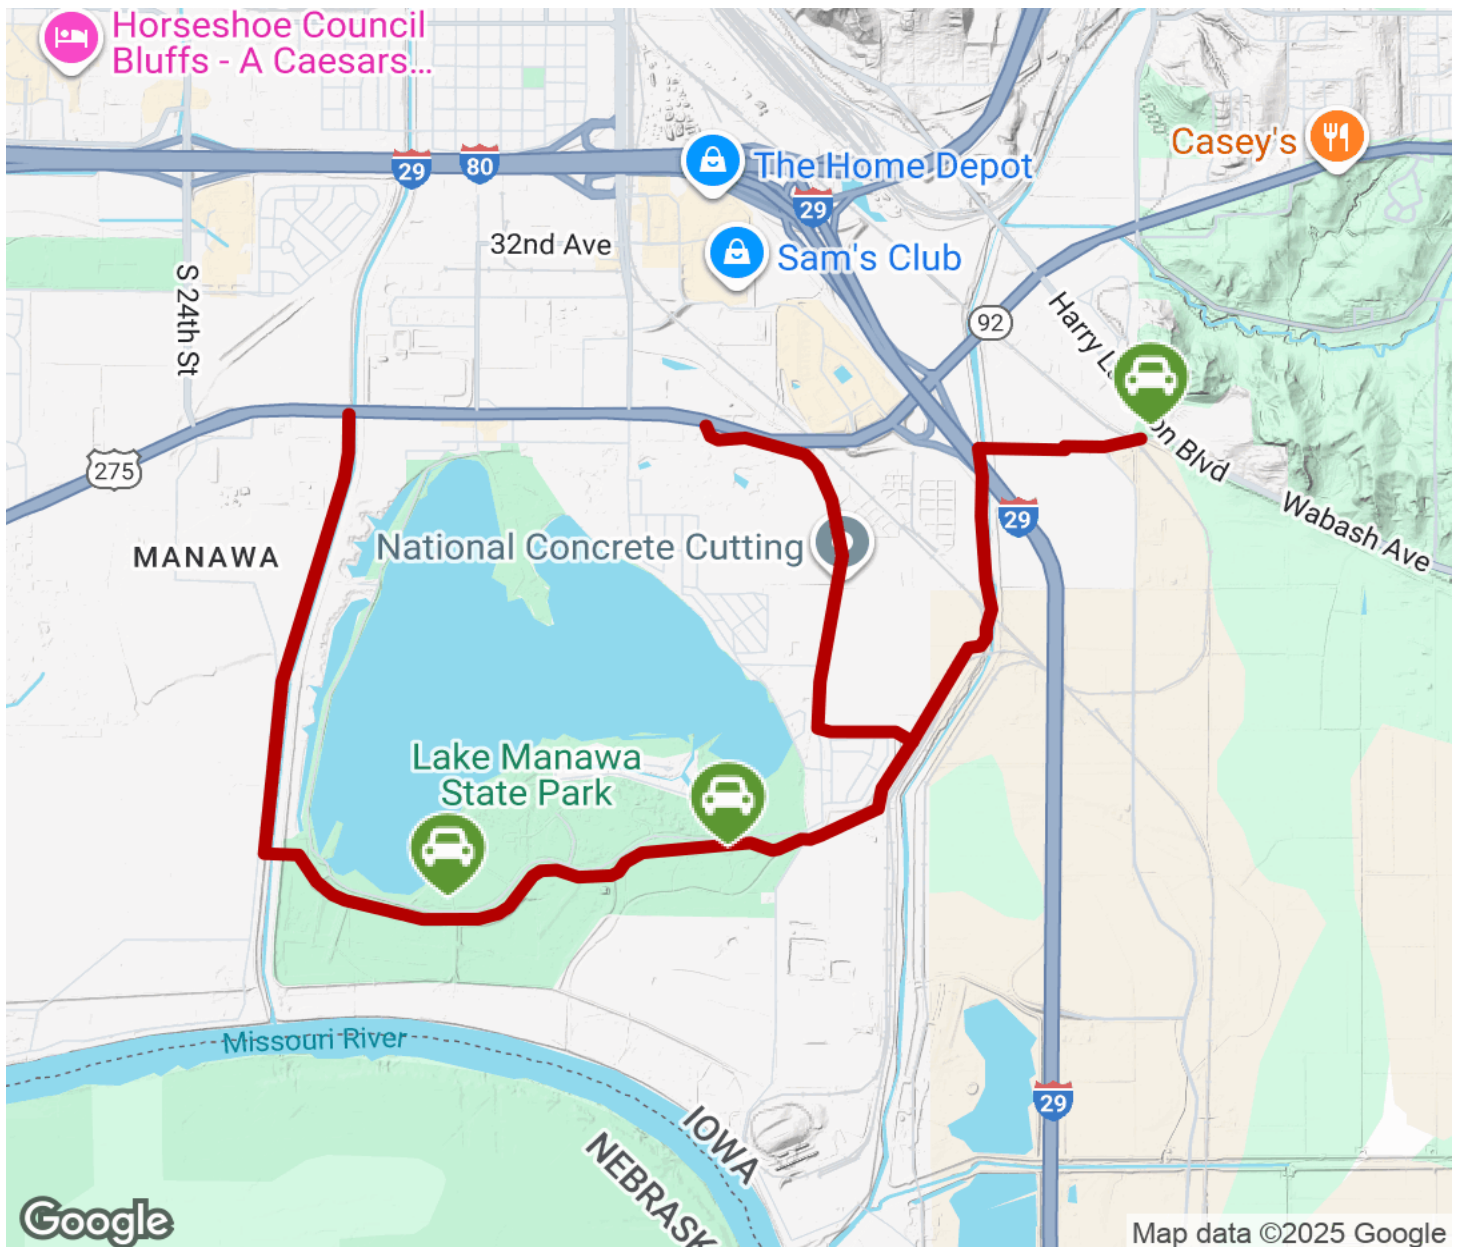 Horseshoe Council
Bluffs - A Caesars...
29
80
The Home Depot
Casey's
29
32nd Ave
Sam's Club
S 24th St
92
Harry La
on Blvd
275
29
Wabash Ave
MANAWA
National Concrete Cutting
Lake Manawa
State Park
Missouri River
29
IOWA
NEBRASK
Google
Map data ©2025 Google